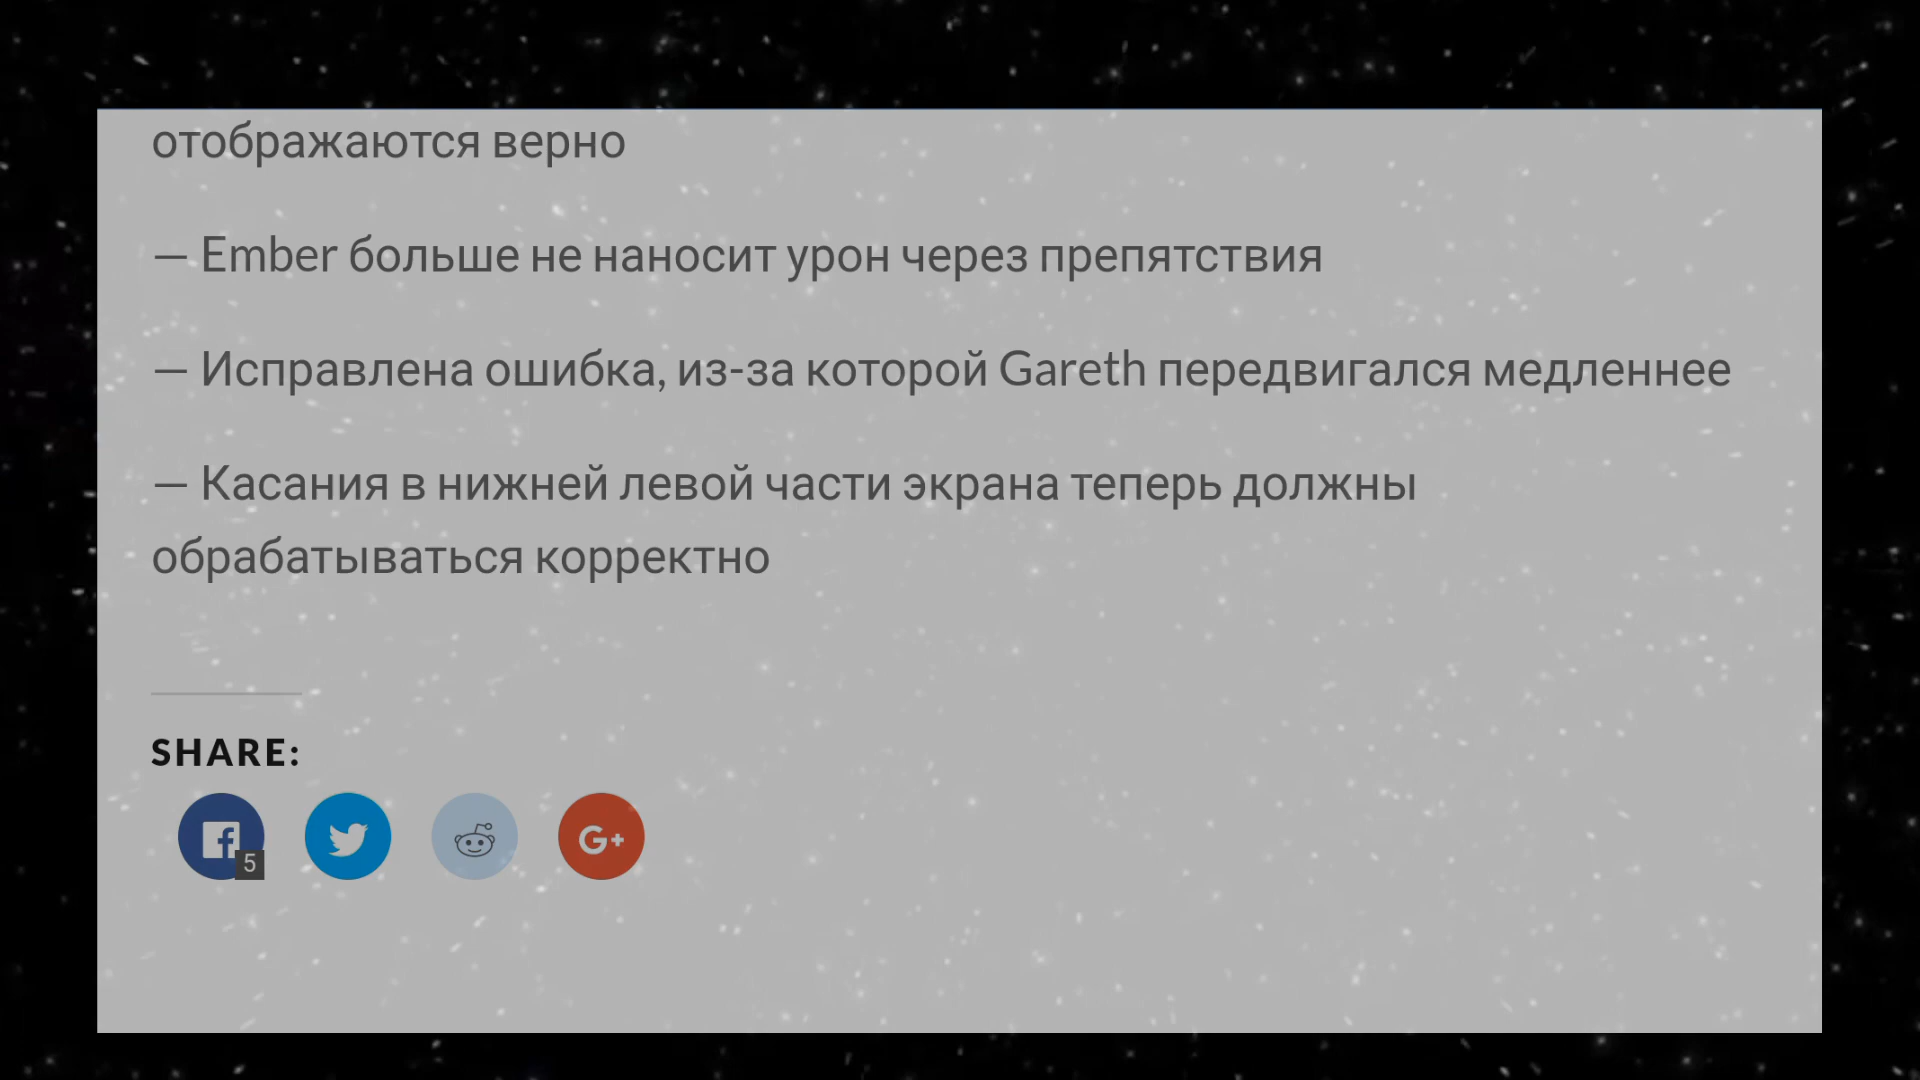 отображаются верно
— Ember больше не наносит урон через препятствия
— Исправлена ошибка, из-за которой Gareth передвигался медленнее
— Касания в нижней левой части экрана теперь должны
обрабатываться корректно
SHARE:
5
G+